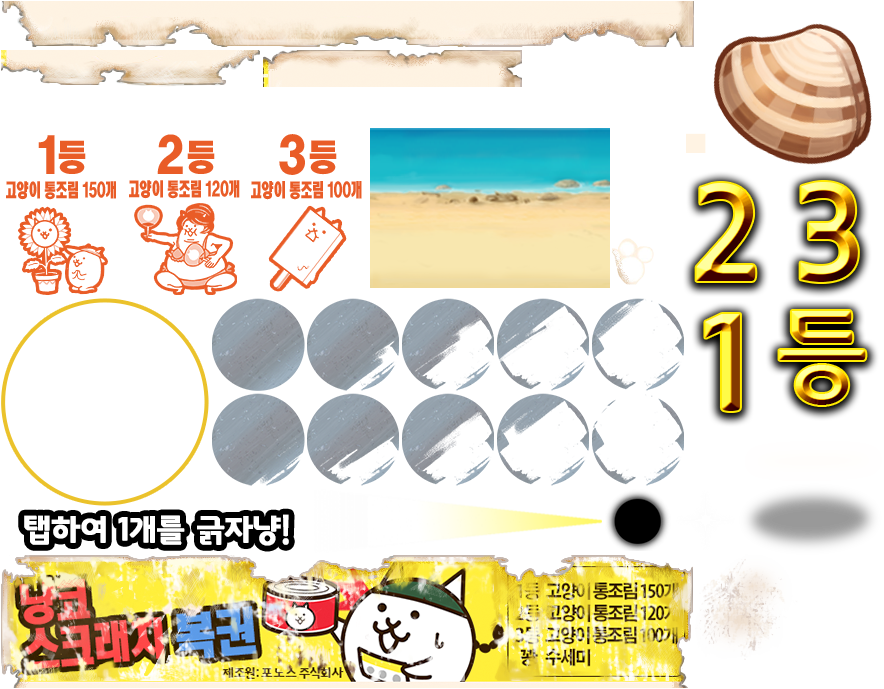 1등 2등 3등
고양이 통조림 150개 고양이 통조림 120개 고양이 통조림 100개
2 3
1 등
탭하여 1개를 긁자냥!
냥코
스크래치 복권
제조원: 포노스 주식회사
1등 고양이 통조림 150개
2등 고양이 통조림 120개
3등 고양이 통조림 100개
꽝 수세미